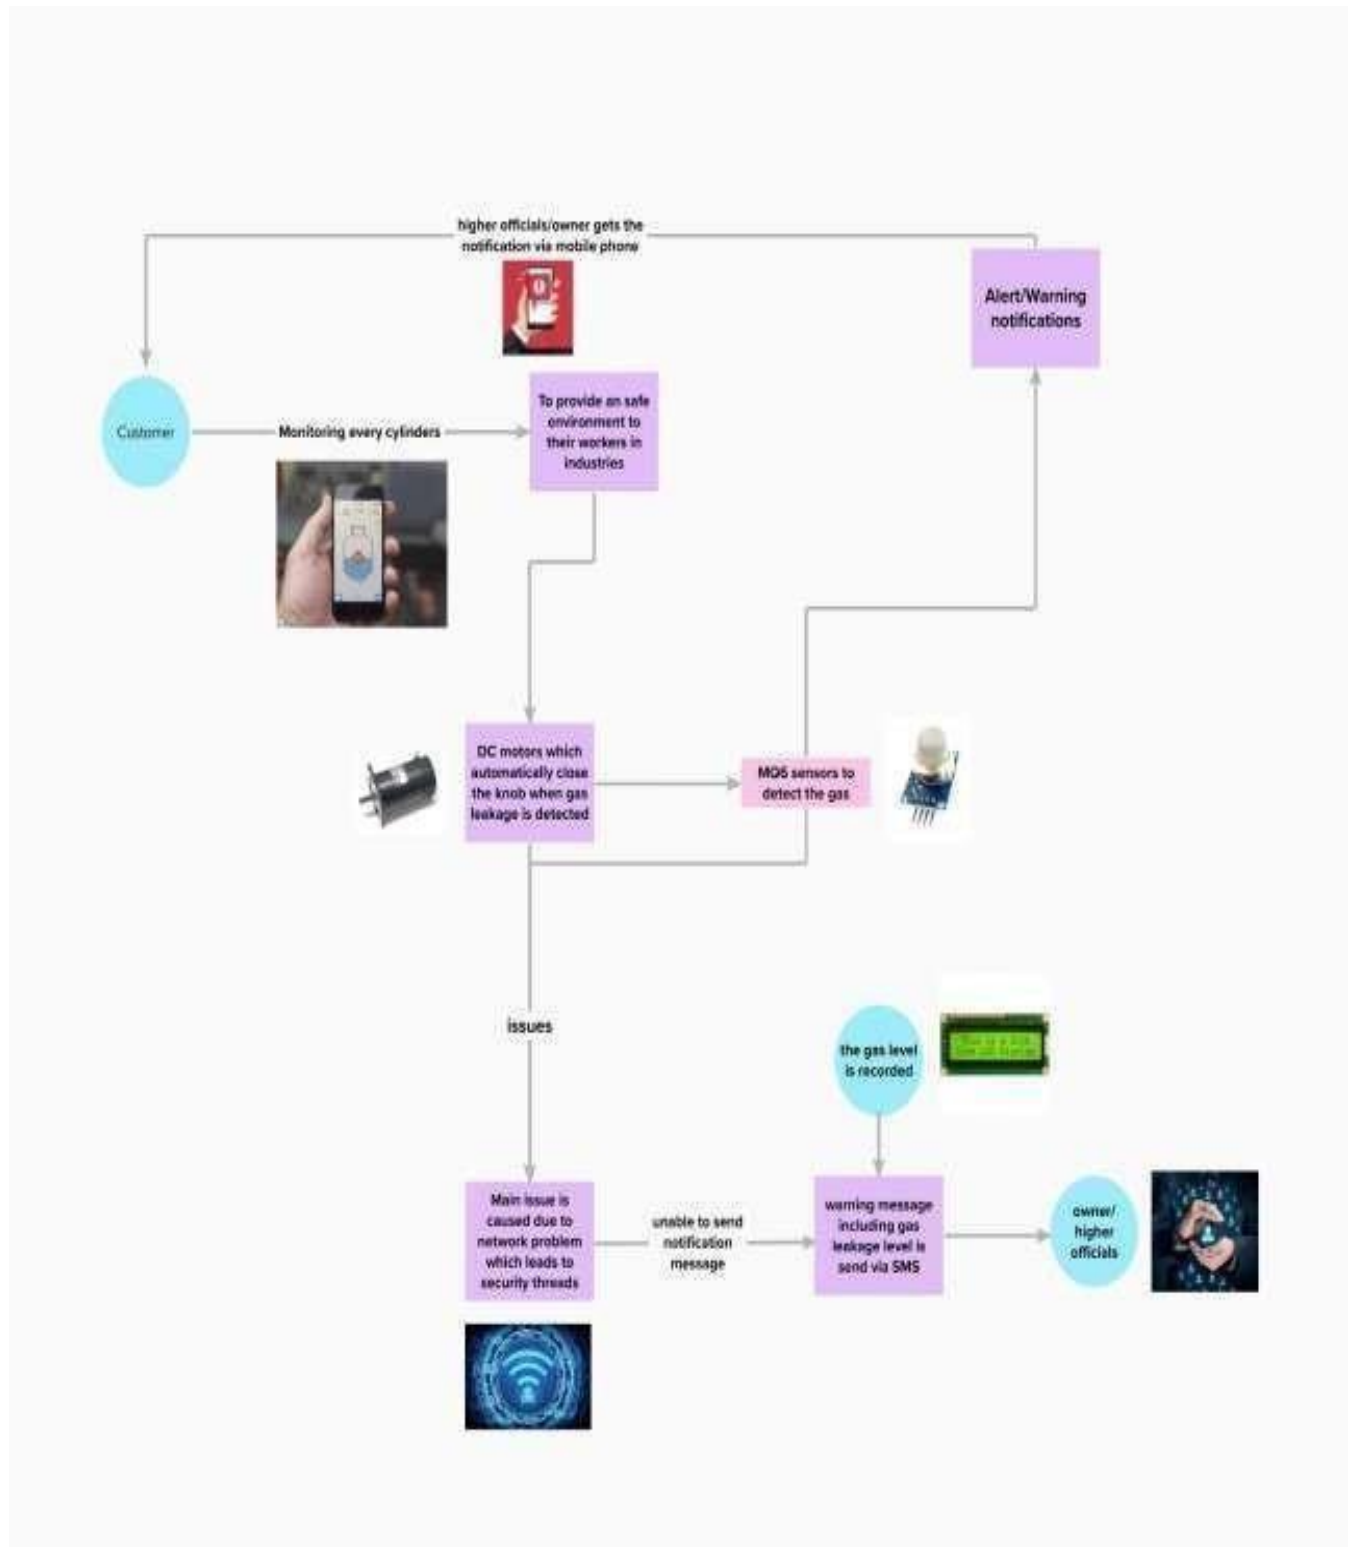 higher officials/owner gets the
notification via mobile phone
Alert/Warning
notifications
Customer
Monitoring every cylinders
To provide an safe
environment to
their workers in
industries
DC motors which
automatically close
the knob when gas
leakage is detected
MQ6 sensors to
detect the gas
issues
the gas level
is recorded
Main issue is
caused due to
network problem
which leads to
security threads
unable to send
notification
message
warning message
including gas
leakage level is
send via SMS
owner/
higher
officials